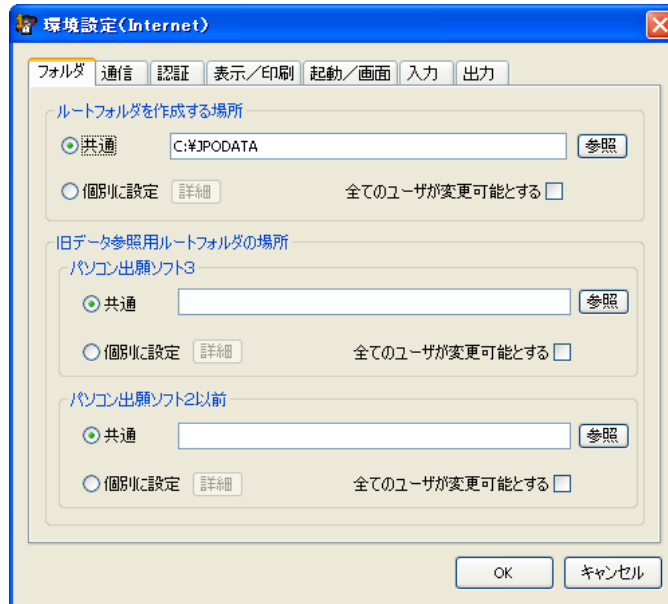 環境設定(Internet)
フォルダ 通信 認証 表示／印刷 起動／画面 入力 出力
ルートフォルダを作成する場所
共通 C:¥JPODATA 参照
個別に設定 詳細 全てのユーザが変更可能とする
旧データ参照用ルートフォルダの場所
パソコン出願ソフト3
共通 参照
個別に設定 詳細 全てのユーザが変更可能とする
パソコン出願ソフト2以前
共通 参照
個別に設定 詳細 全てのユーザが変更可能とする
OK キャンセル